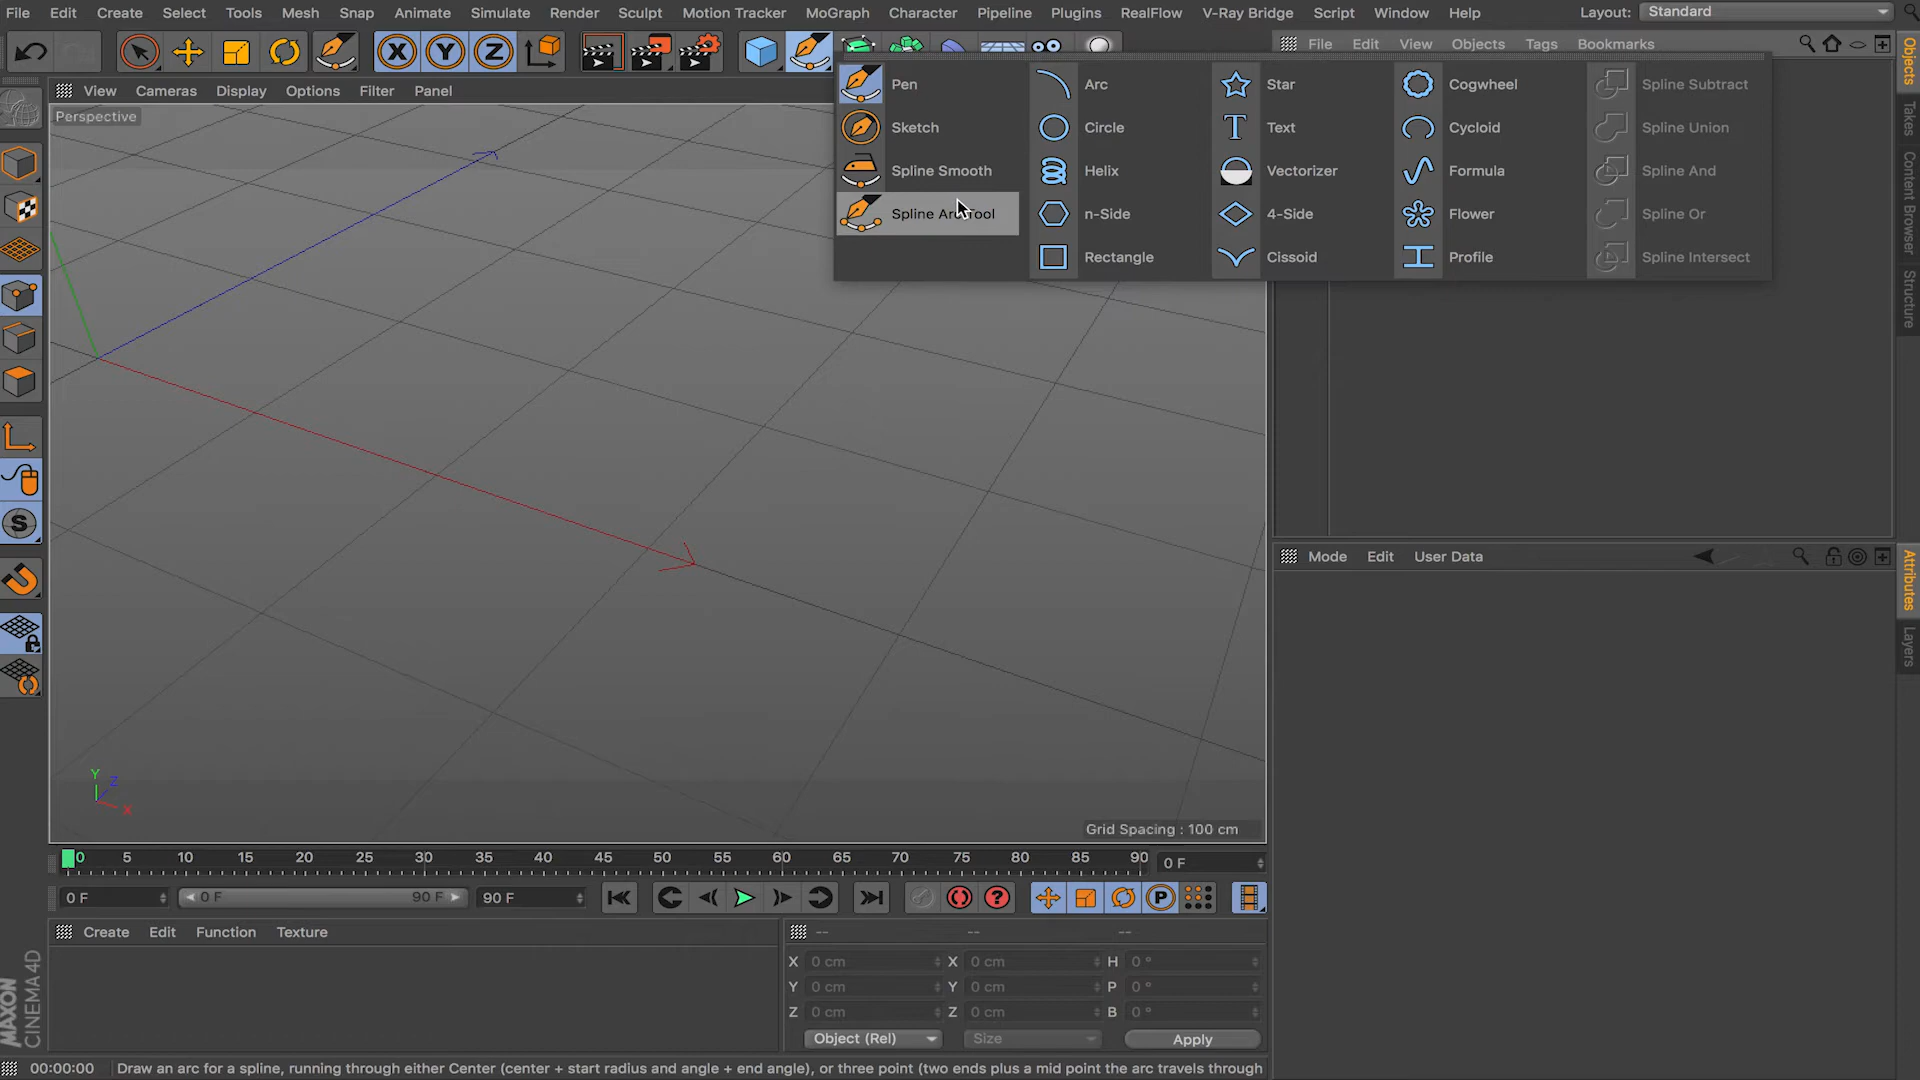 File Edit Create Select Tools Mesh Snap Animate Simulate Render Sculpt Motion Tracker MoGraph Character Pipeline Plugins RealFlow V-Ray Bridge Script Window Help Layout: Standard
X Y Z File Edit View Objects Tags Bookmarks
View Cameras Display Options Filter Panel
Perspective
Pen Arc Star Cogwheel Spline Subtract
Sketch Circle Text Cycloid Spline Union
Spline Smooth Helix Vectorizer Formula Spline And
Spline Arc Tool n-Side 4-Side Flower Spline Or
Rectangle Cissoid Profile Spline Intersect
Objects
Takes
Content Browser
Structure
Mode Edit User Data
Attributes
Layers
S
Y Z X
Grid Spacing : 100 cm
0 5 10 15 20 25 30 35 40 45 50 55 60 65 70 75 80 85 90 0 F
0 F 0 F 90 F 90 F ? P
Create Edit Function Texture -- -- --
X 0 cm X 0 cm H 0 °
Y 0 cm Y 0 cm P 0 °
Z 0 cm Z 0 cm B 0 °
Object (Rel) Size Apply
MAXON
CINEMA 4D
00:00:00 Draw an arc for a spline, running through either Center (center + start radius and angle + end angle), or three point (two ends plus a mid point the arc travels through